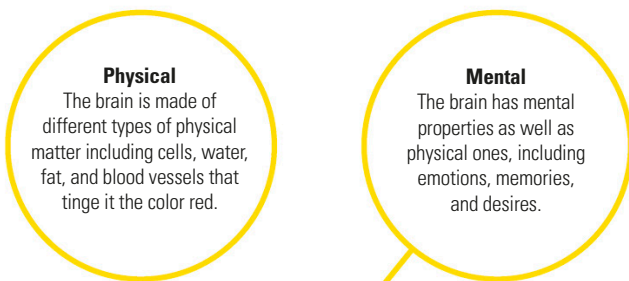 Physical
The brain is made of
different types of physical
matter including cells, water,
fat, and blood vessels that
tinge it the color red.
Mental
The brain has mental
properties as well as
physical ones, including
emotions, memories,
and desires.